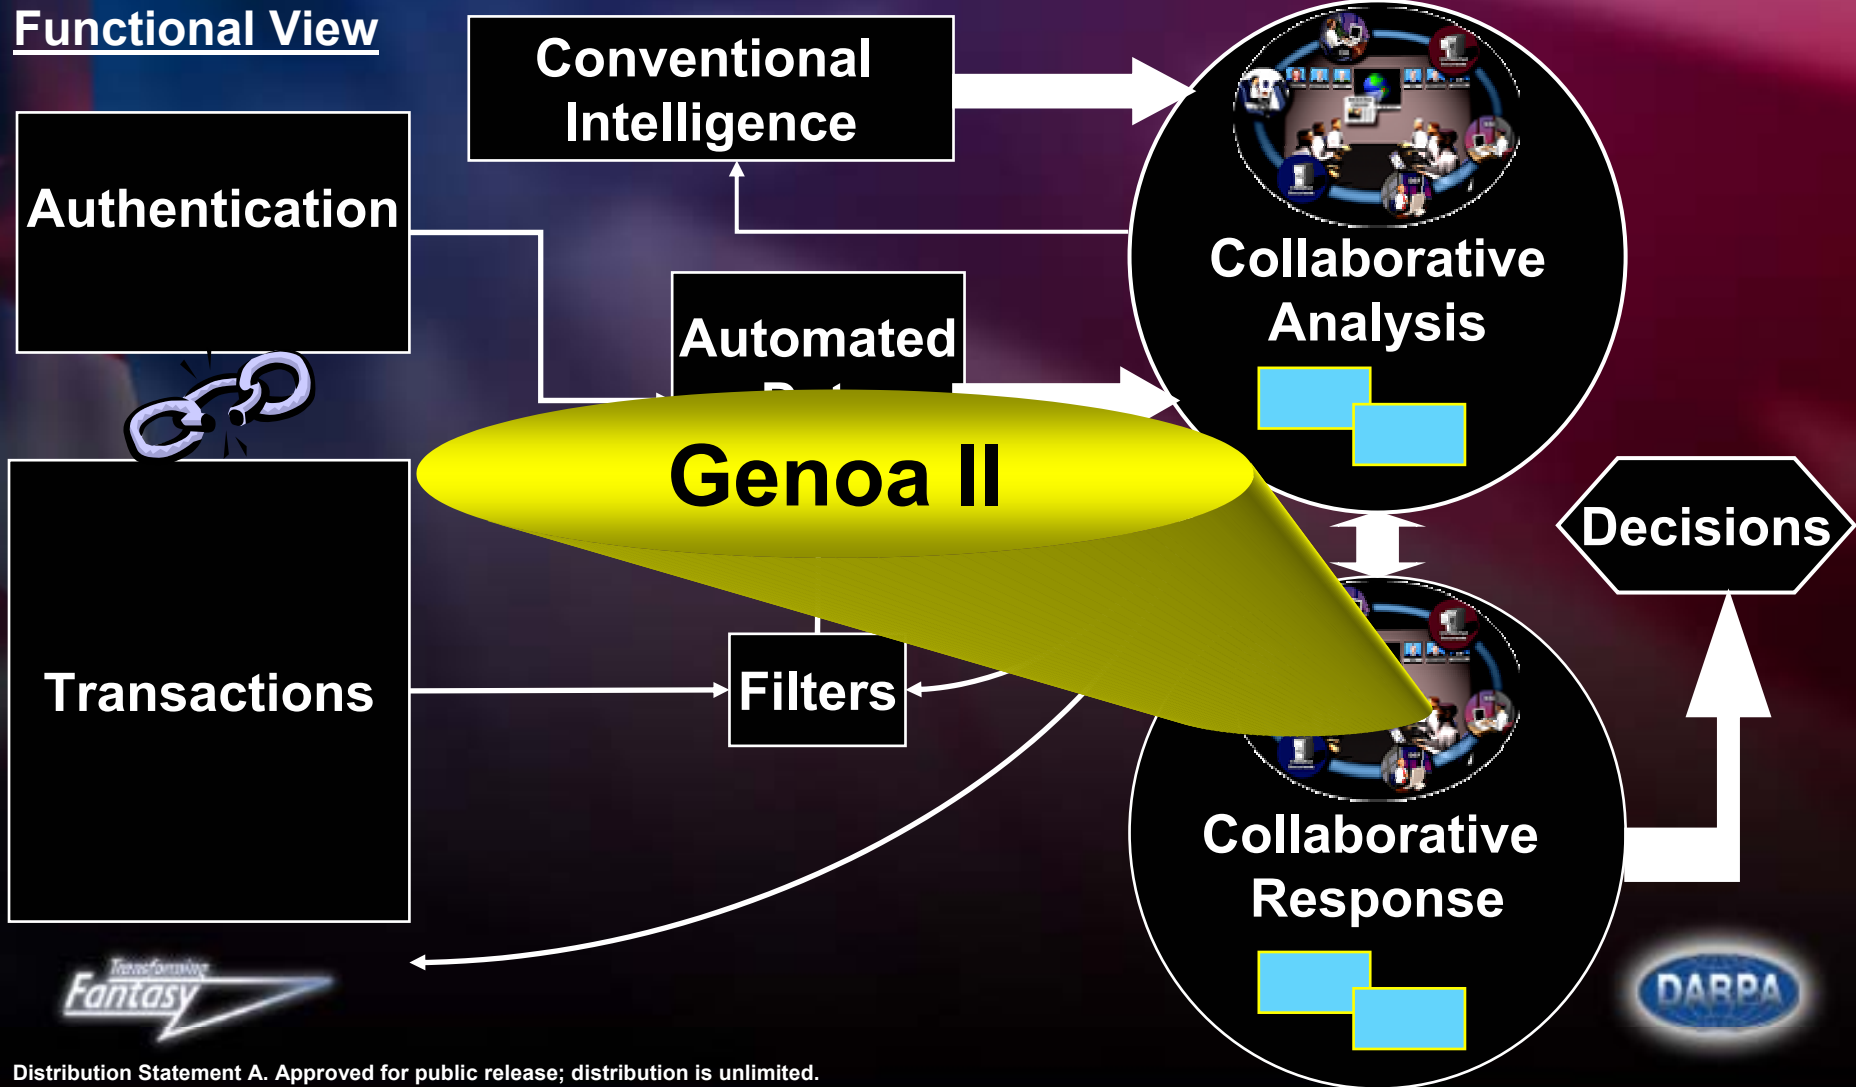 Functional View
Conventional
Intelligence
Authentication
Automated
Genoa II
Collaborative
Analysis
Decisions
Transactions
Filters
Collaborative
Response
Transforming
Fantasy
DARPA
Distribution Statement A. Approved for public release; distribution is unlimited.